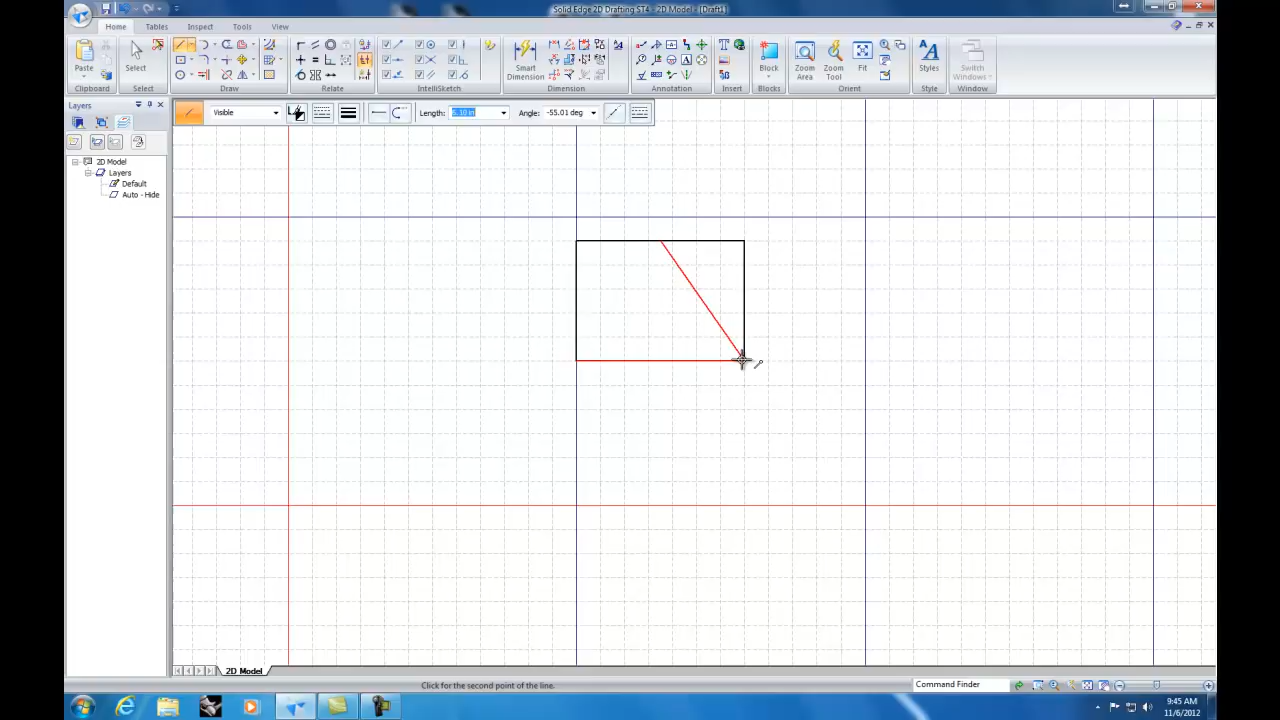 Solid Edge 2D Drafting ST4 - 2D Model - [Draft1]
Home Tables Inspect Tools View
Paste
Select
Smart Dimension
Block
Zoom Area
Zoom Tool
Fit
Styles
Switch Windows
Clipboard Select Draw Relate IntelliSketch Dimension Annotation Insert Blocks Orient Style Window
Layers
Visible
Length:
Angle: -55.01 deg
2D Model
Layers
Default
Auto - Hide
2D Model
Click for the second point of the line.
Command Finder
9:45 AM
11/6/2012